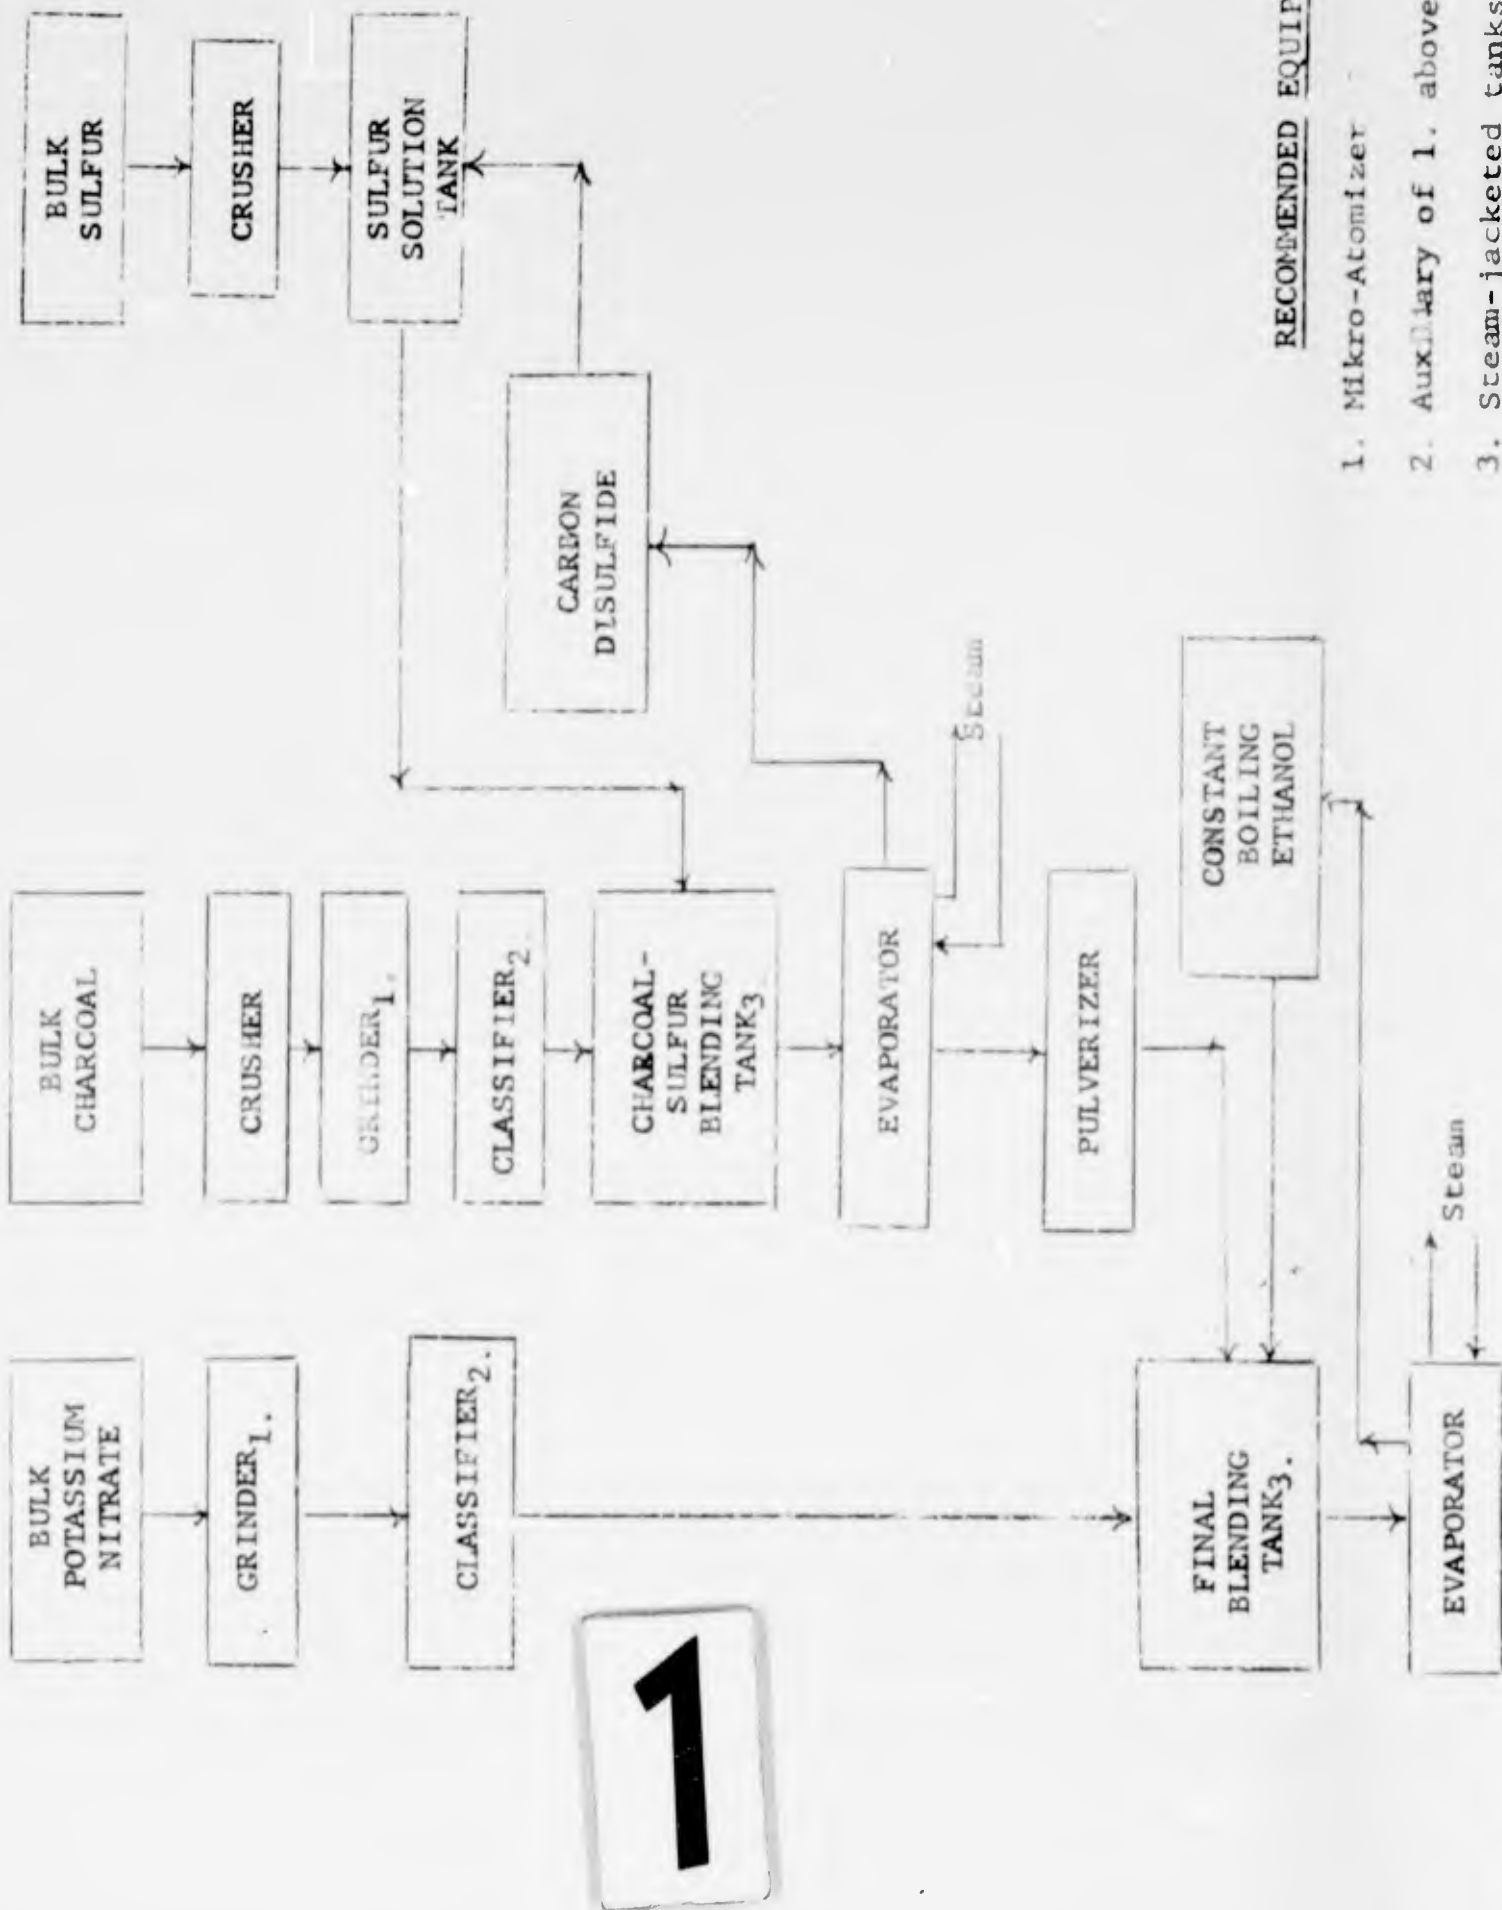 BULK
POTASSIUM
NITRATE
GRINDER1.
CLASSIFIER2.
FINAL
BLENDING
TANK3.
EVAPORATOR
Steam
BULK
CHARCOAL
CRUSHER
GRINDER1.
CLASSIFIER2
CHARCOAL-
SULFUR
BLENDING
TANK3
EVAPORATOR
Steam
PULVERIZER
CONSTANT
BOILING
ETHANOL
BULK
SULFUR
CRUSHER
SULFUR
SOLUTION
TANK
CARBON
DISULFIDE
RECOMMENDED EQUIP
1. Mikro-Atomizer
2. Auxiliary of 1. above
3. Steam-jacketed tanks
1